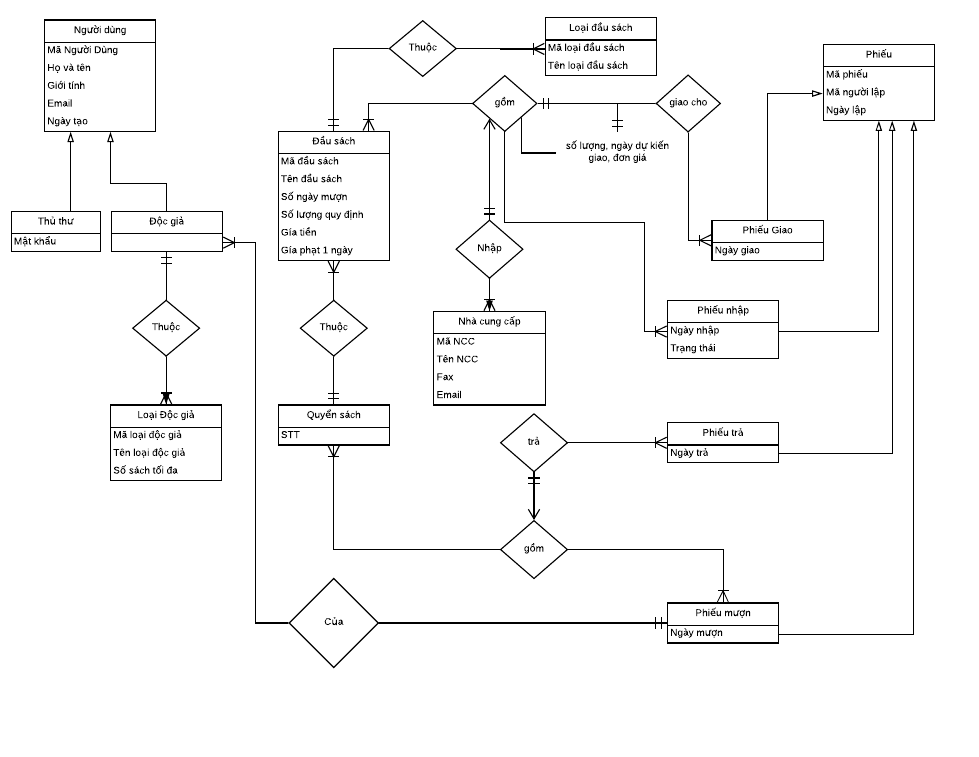 Người dùng
Mã Người Dùng
Họ và tên
Giới tính
Email
Ngày tạo
Thuộc
Loại đầu sách
Mã loại đầu sách
Tên loại đầu sách
Phiếu
Mã phiếu
Mã người lập
Ngày lập
gồm
giao cho
số lượng, ngày dự kiến
giao, đơn giá
Đầu sách
Mã đầu sách
Tên đầu sách
Số ngày mượn
Số lượng quy định
Gía tiền
Gía phạt 1 ngày
Thủ thư
Mật khẩu
Độc giả
Nhập
Phiếu Giao
Ngày giao
Thuộc
Thuộc
Nhà cung cấp
Mã NCC
Tên NCC
Fax
Email
Phiếu nhập
Ngày nhập
Trạng thái
Loại Độc giả
Mã loại độc giả
Tên loại độc giả
Số sách tối đa
Quyển sách
STT
trả
Phiếu trả
Ngày trả
gồm
Của
Phiếu mượn
Ngày mượn